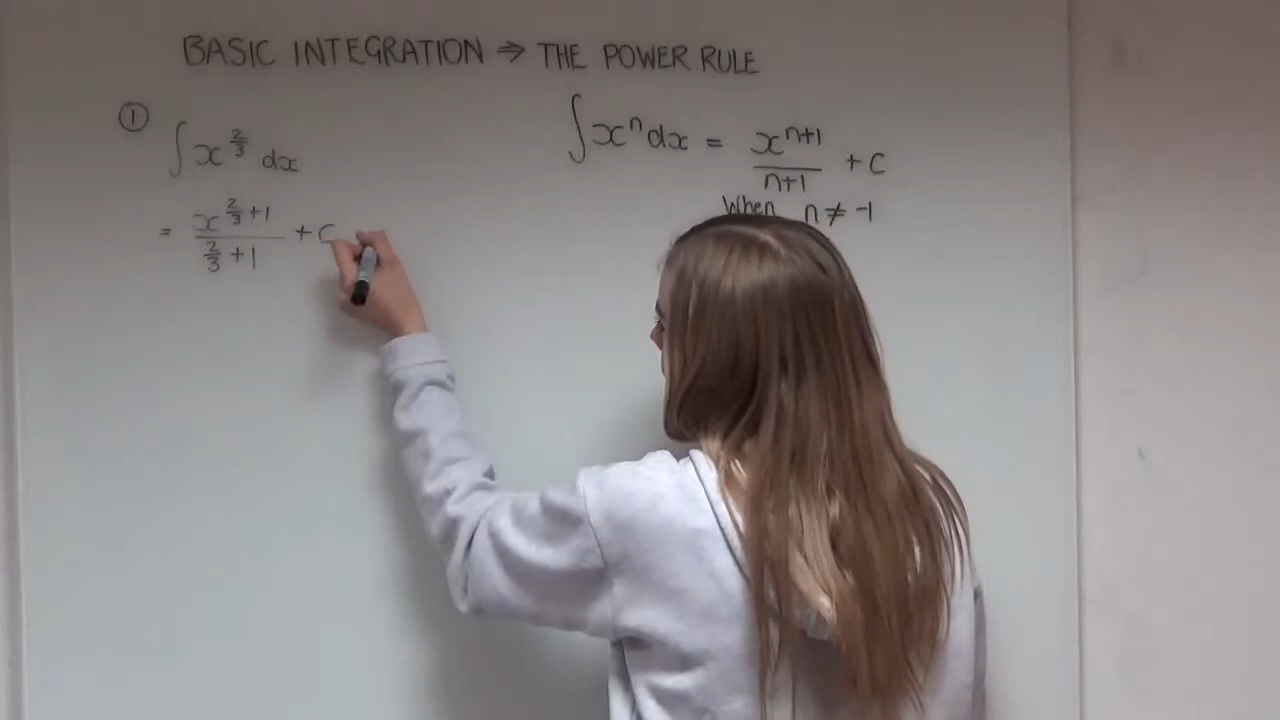 BASIC INTEGRATION ⇒ THE POWER RULE
①
∫ x^(2/3) dx
= x^(2/3 + 1) / (2/3 + 1) + C
∫ x^n dx = x^(n+1) / (n+1) + C
When n ≠ -1